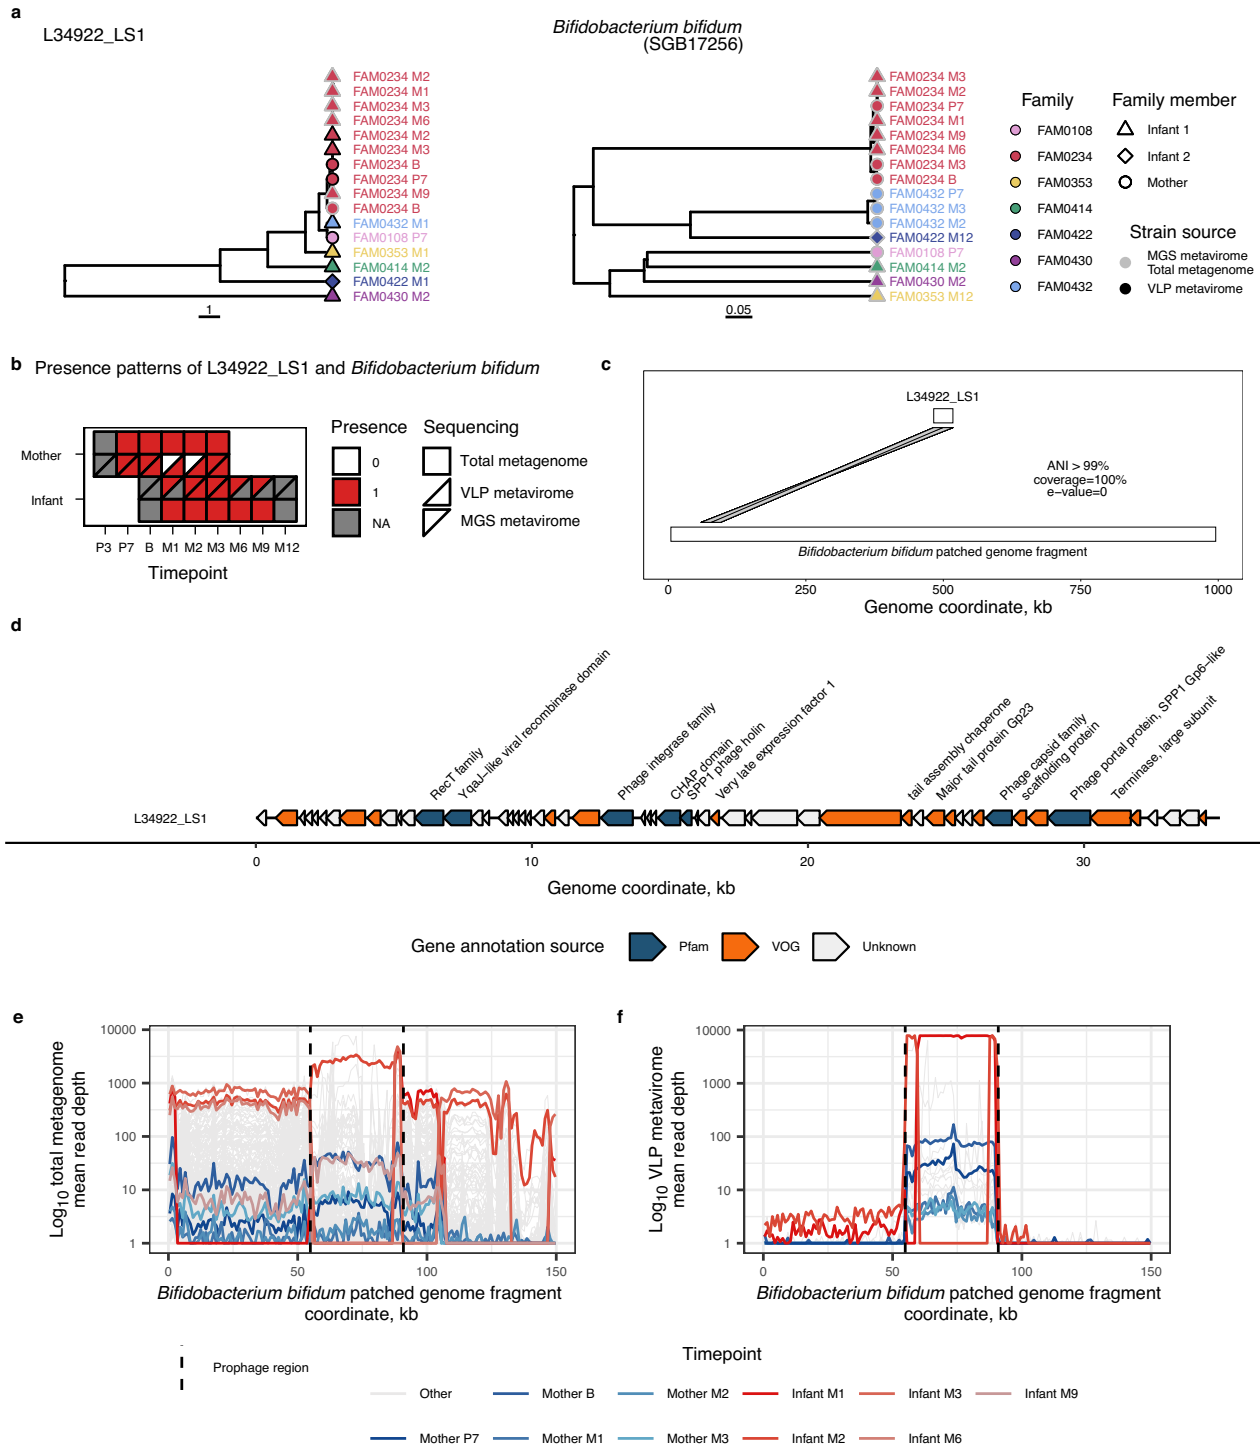 a
L34922_LS1
Bifidobacterium bifidum
(SGB17256)
FAM0234 M2
FAM0234 M1
FAM0234 M3
FAM0234 M6
FAM0234 M2
FAM0234 M3
FAM0234 B
FAM0234 P7
FAM0234 M9
FAM0234 B
FAM0432 M1
FAM0108 P7
FAM0353 M1
FAM0414 M2
FAM0422 M1
FAM0430 M2
1
FAM0234 M3
FAM0234 M2
FAM0234 P7
FAM0234 M1
FAM0234 M9
FAM0234 M6
FAM0234 M3
FAM0234 B
FAM0432 P7
FAM0432 M3
FAM0432 M2
FAM0422 M12
FAM0108 P7
FAM0414 M2
FAM0430 M2
FAM0353 M12
0.05
Family
FAM0108
FAM0234
FAM0353
FAM0414
FAM0422
FAM0430
FAM0432
Family member
Infant 1
Infant 2
Mother
Strain source
MGS metavirome
Total metagenome
VLP metavirome
b
Presence patterns of L34922_LS1 and Bifidobacterium bifidum
Mother
Infant
P3 P7 B M1 M2 M3 M6 M9 M12
Timepoint
Presence
0
1
NA
Sequencing
Total metagenome
VLP metavirome
MGS metavirome
c
L34922_LS1
ANI > 99%
coverage=100%
e−value=0
Bifidobacterium bifidum patched genome fragment
0 250 500 750 1000
Genome coordinate, kb
d
RecT family
YqaJ−like viral recombinase domain
Phage integrase family
CHAP domain
SPP1 phage holin
Very late expression factor 1
tail assembly chaperone
Major tail protein Gp23
Phage capsid family
scaffolding protein
Phage portal protein, SPP1 Gp6−like
Terminase, large subunit
L34922_LS1
0 10 20 30
Genome coordinate, kb
Gene annotation source
Pfam
VOG
Unknown
e
Log10 total metagenome
mean read depth
10000
1000
100
10
1
0 50 100 150
Bifidobacterium bifidum patched genome fragment
coordinate, kb
f
Log10 VLP metavirome
mean read depth
10000
1000
100
10
1
0 50 100 150
Bifidobacterium bifidum patched genome fragment
coordinate, kb
Prophage region
Timepoint
Other
Mother B
Mother M2
Infant M1
Infant M3
Infant M9
Mother P7
Mother M1
Mother M3
Infant M2
Infant M6